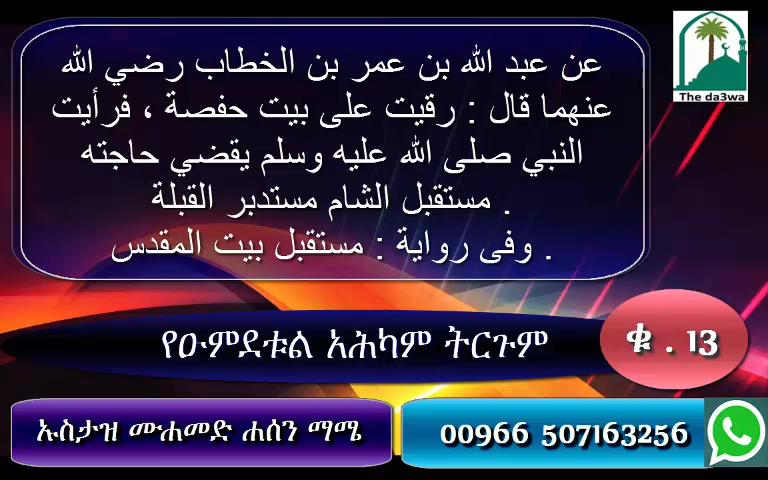 The da3wa
عن عبد الله بن عمر بن الخطاب رضي الله
عنهما قال : رقيت على بيت حفصة ، فرأيت
النبي صلى الله عليه وسلم يقضي حاجته
مستقبل الشام مستدبر القبلة .
وفى رواية : مستقبل بيت المقدس .
የዑምደቱል አሕካም ትርጉም
ቁ . 13
ኡስታዝ ሙሐመድ ሐሰን ማሜ
00966 507163256